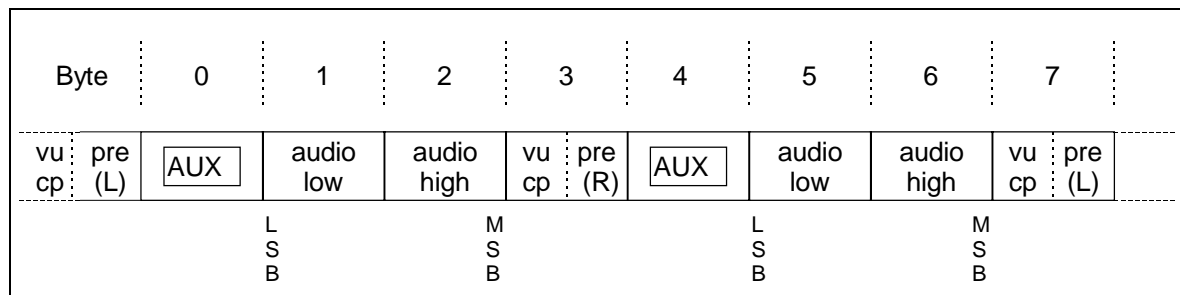 Byte 0 1 2 3 4 5 6 7
vu pre AUX audio audio vu pre AUX audio audio vu pre
cp (L) low high cp (R) low high cp (L)
L M L M
S S S S
B B B B